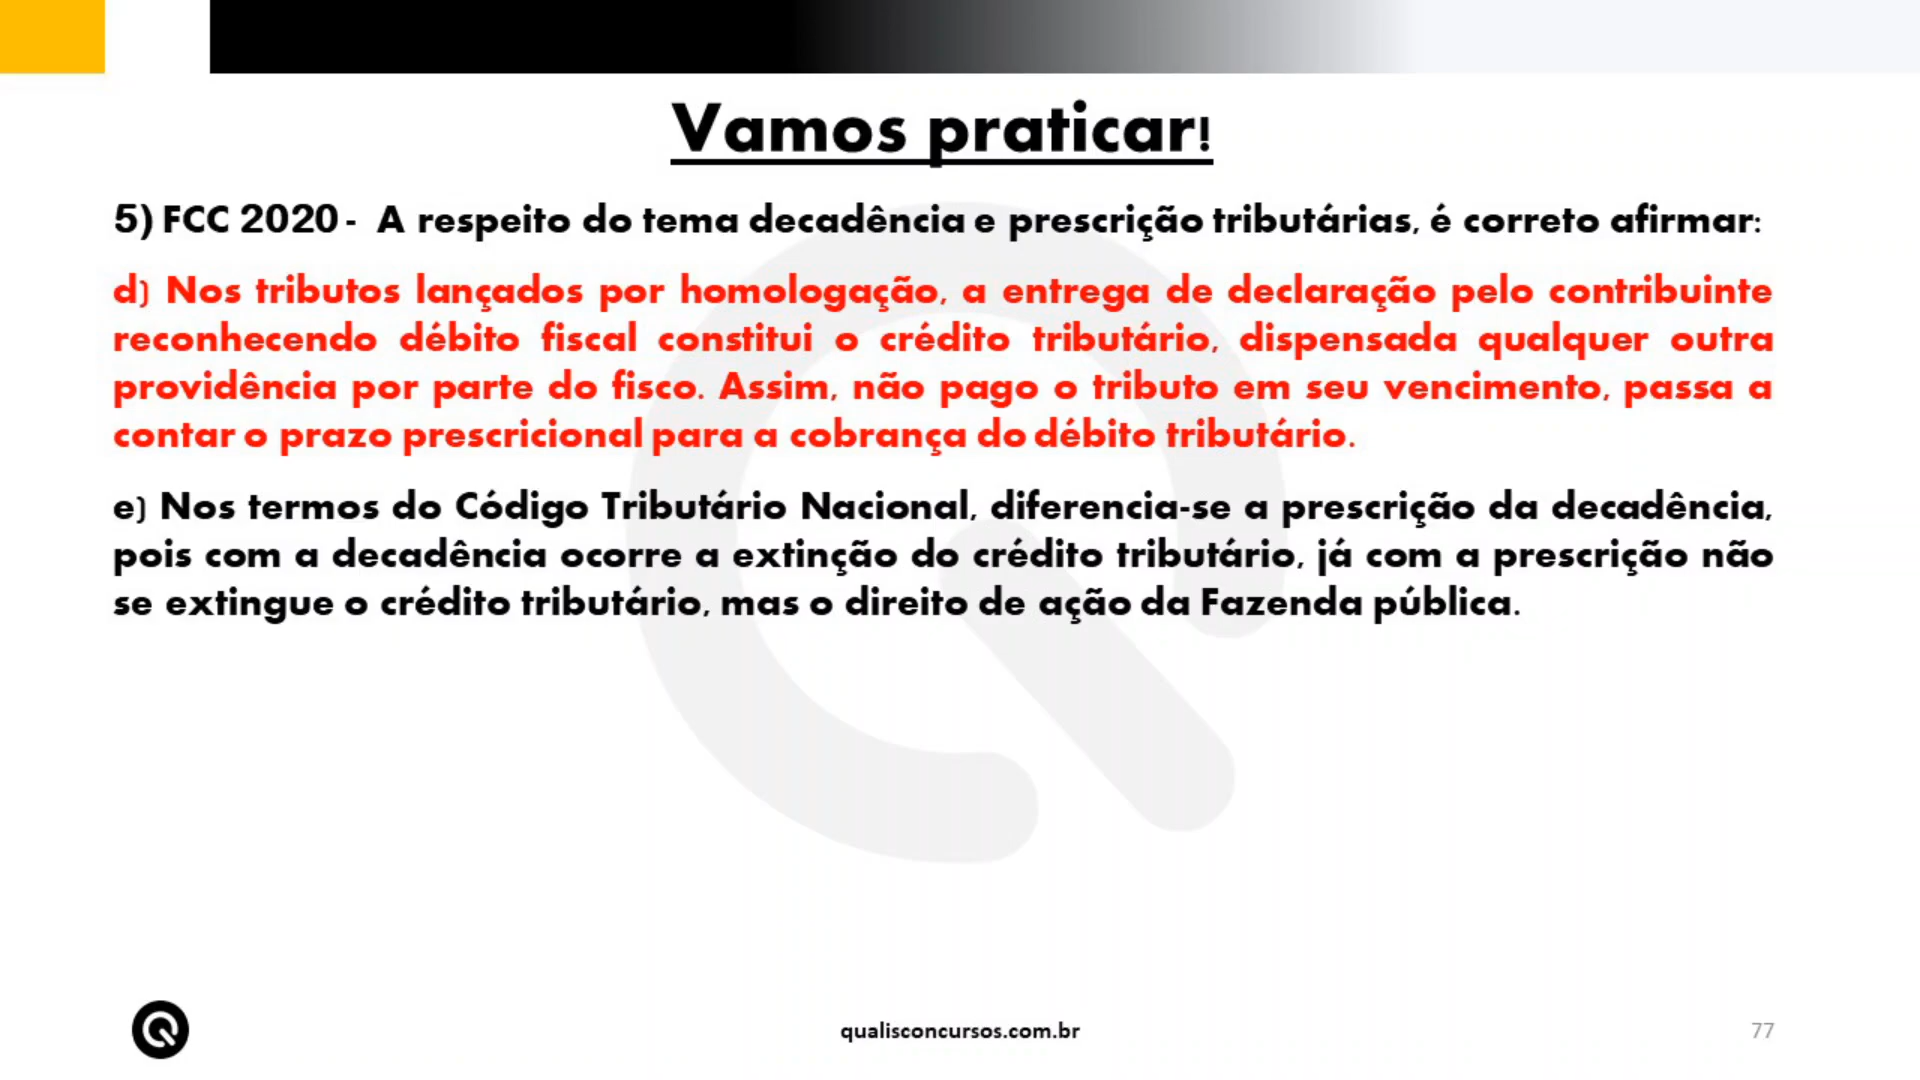 Vamos praticar!
5) FCC 2020 - A respeito do tema decadência e prescrição tributárias, é correto afirmar:
d) Nos tributos lançados por homologação, a entrega de declaração pelo contribuinte
reconhecendo débito fiscal constitui o crédito tributário, dispensada qualquer outra
providência por parte do fisco. Assim, não pago o tributo em seu vencimento, passa a
contar o prazo prescricional para a cobrança do débito tributário.
e) Nos termos do Código Tributário Nacional, diferencia-se a prescrição da decadência,
pois com a decadência ocorre a extinção do crédito tributário, já com a prescrição não
se extingue o crédito tributário, mas o direito de ação da Fazenda pública.
qualisconcursos.com.br
77